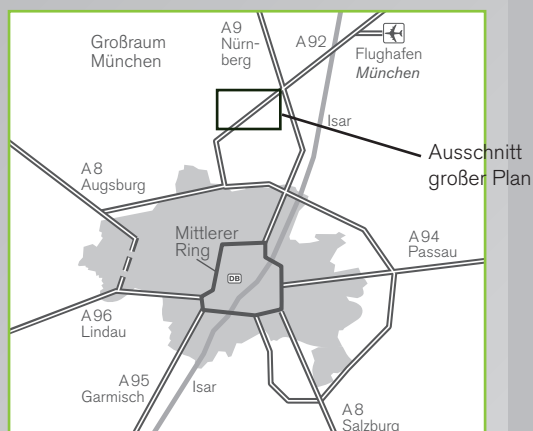 Großraum
München
A9
Nürn-
berg
A92
Flughafen
München
Isar
Ausschnitt
großer Plan
A8
Augsburg
Mittlerer
Ring
DB
A94
Passau
A96
Lindau
A95
Garmisch
Isar
A8
Salzburg